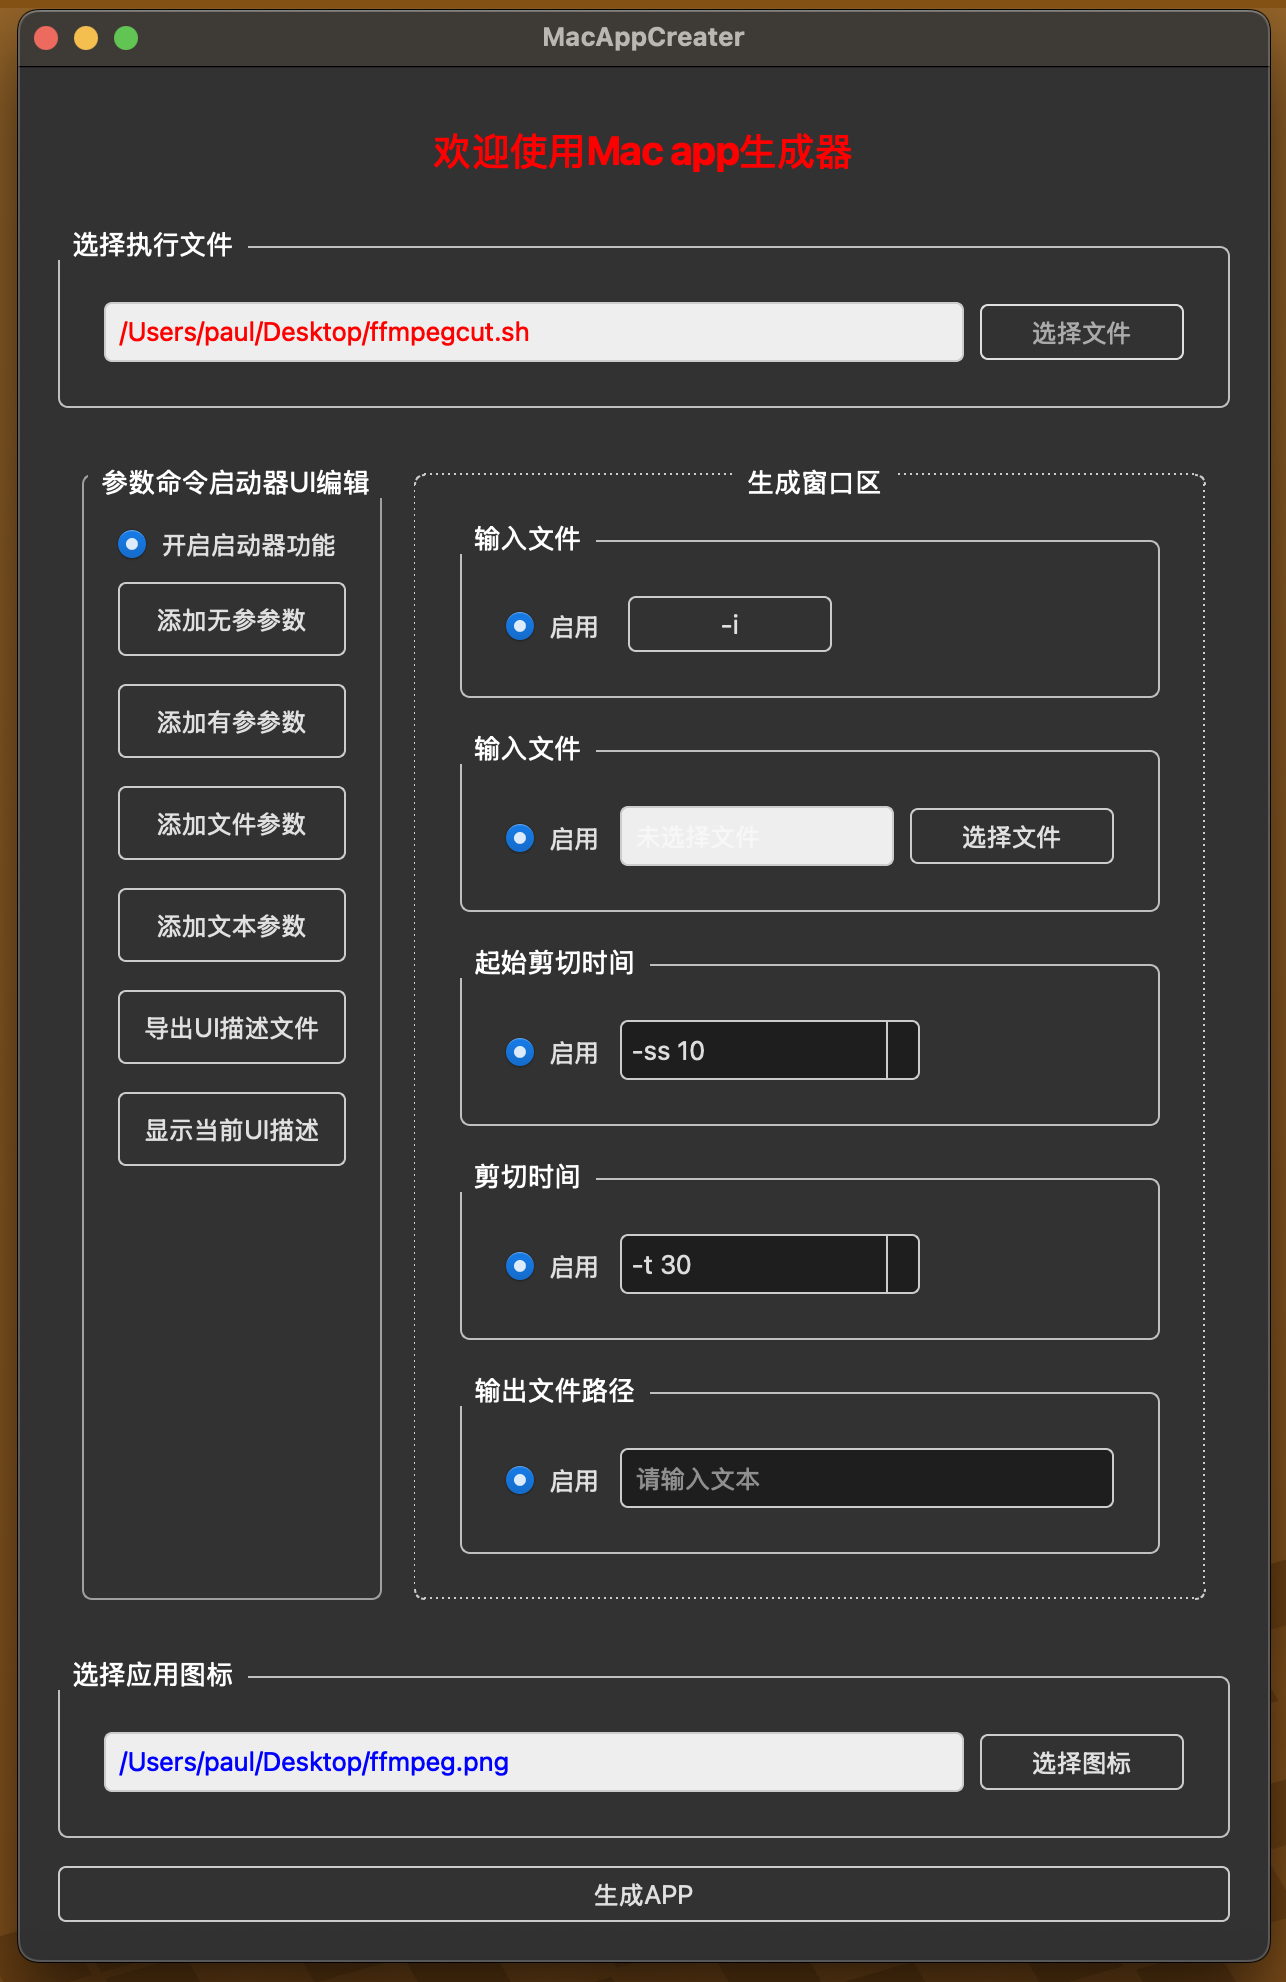 MacAppCreater
欢迎使用Mac app生成器
选择执行文件
/Users/paul/Desktop/ffmpegcut.sh
选择文件
参数命令启动器UI编辑
开启启动器功能
添加无参参数
添加有参参数
添加文件参数
添加文本参数
导出UI描述文件
显示当前UI描述
生成窗口区
输入文件
启用
-i
输入文件
启用
未选择文件
选择文件
起始剪切时间
启用
-ss 10
剪切时间
启用
-t 30
输出文件路径
启用
请输入文本
选择应用图标
/Users/paul/Desktop/ffmpeg.png
选择图标
生成APP